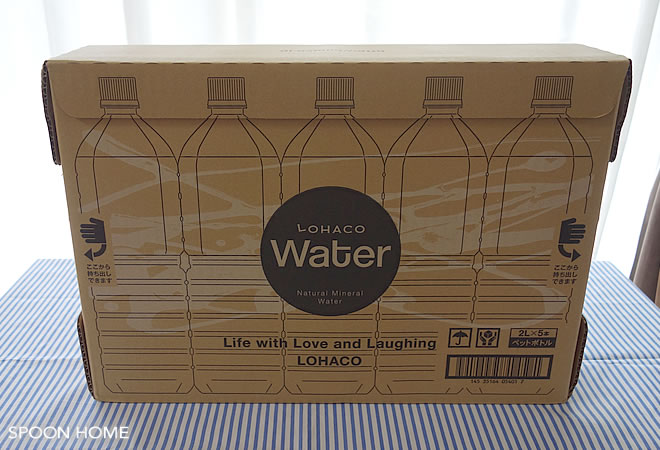 LOHACO
Water
Natural Mineral
Water
ここから
持ち出し
できます
ここから
持ち出し
できます
Life with Love and Laughing
LOHACO
2L×5本
ペットボトル
SPOON HOME